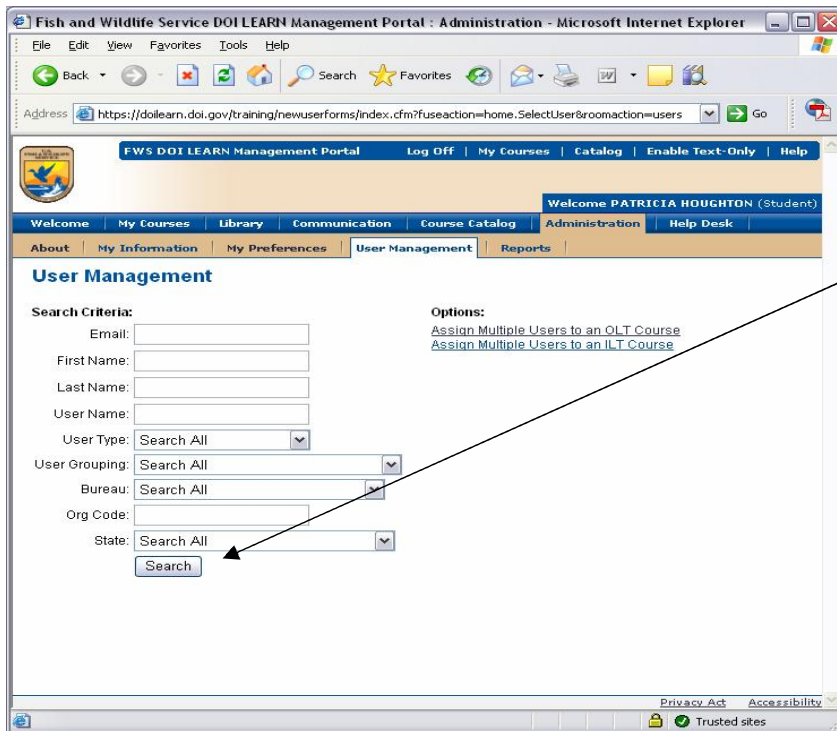 Fish and Wildlife Service DOI LEARN Management Portal : Administration - Microsoft Internet Explorer
File Edit View Favorites Tools Help
Back Search Favorites
Address https://doilearn.doi.gov/training/newuserforms/index.cfm?fuseaction=home.SelectUser&roomaction=users Go
FWS DOI LEARN Management Portal Log Off | My Courses | Catalog | Enable Text-Only | Help
Welcome PATRICIA HOUGHTON (Student)
Welcome | My Courses | Library | Communication | Course Catalog | Administration | Help Desk |
About | My Information | My Preferences | User Management | Reports |
User Management
Search Criteria: Options:
Email: Assign Multiple Users to an OLT Course
Assign Multiple Users to an ILT Course
First Name:
Last Name:
User Name:
User Type: Search All
User Grouping: Search All
Bureau: Search All
Org Code:
State: Search All
Search
Privacy Act Accessibility
Trusted sites